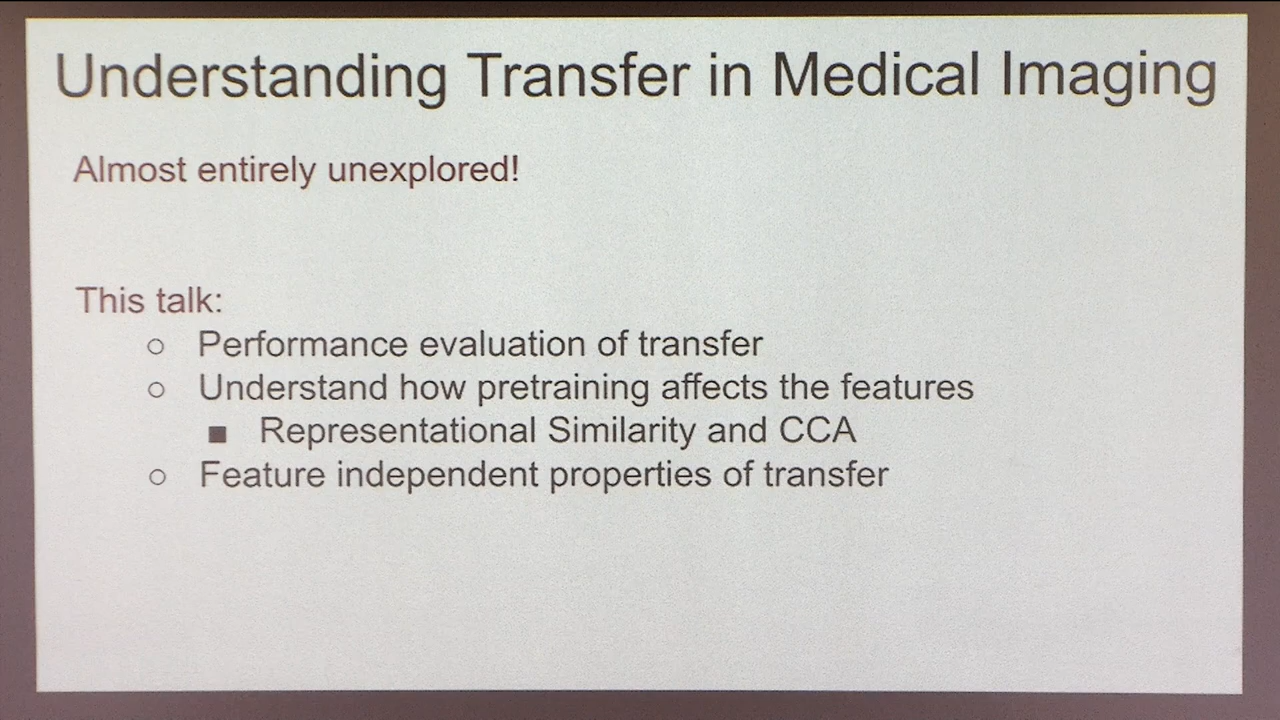 Understanding Transfer in Medical Imaging
Almost entirely unexplored!
This talk:
○ Performance evaluation of transfer
○ Understand how pretraining affects the features
■ Representational Similarity and CCA
○ Feature independent properties of transfer